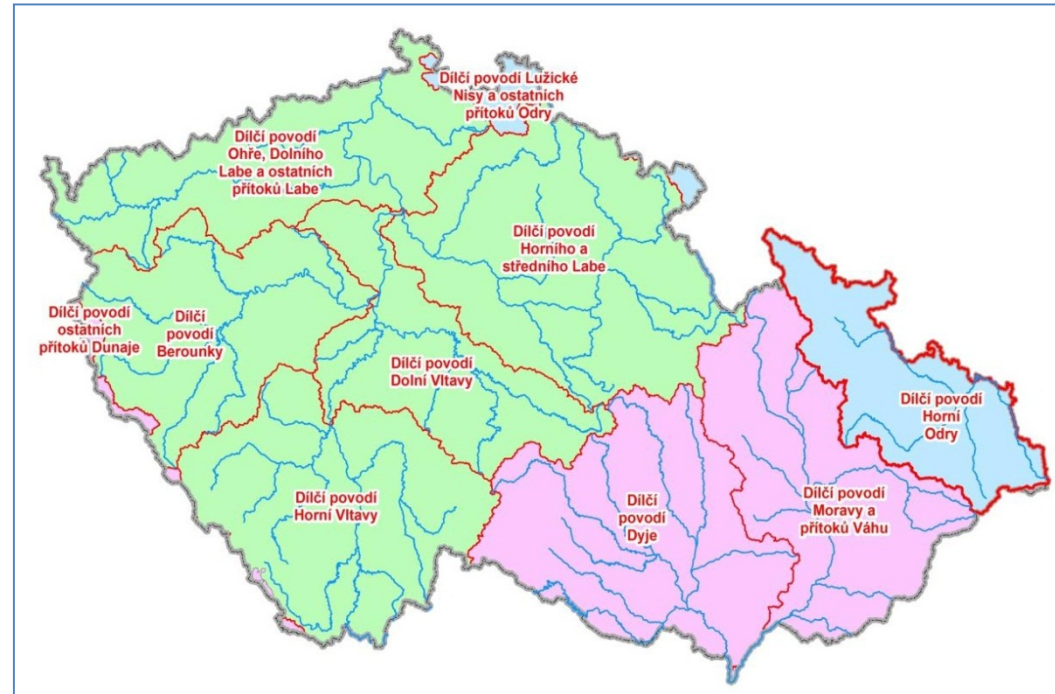 Dílčí povodí Lužické
Nisy a ostatních
přítoků Odry
Dílčí povodí
Ohře, Dolního
Labe a ostatních
přítoků Labe
Dílčí povodí
Horního a
středního Labe
Dílčí povodí
ostatních
přítoků Dunaje
Dílčí
povodí
Berounky
Dílčí povodí
Dolní Vltavy
Dílčí povodí
Horní
Odry
Dílčí povodí
Horní Vltavy
Dílčí
povodí
Dyje
Dílčí povodí
Moravy a
přítoků Váhu